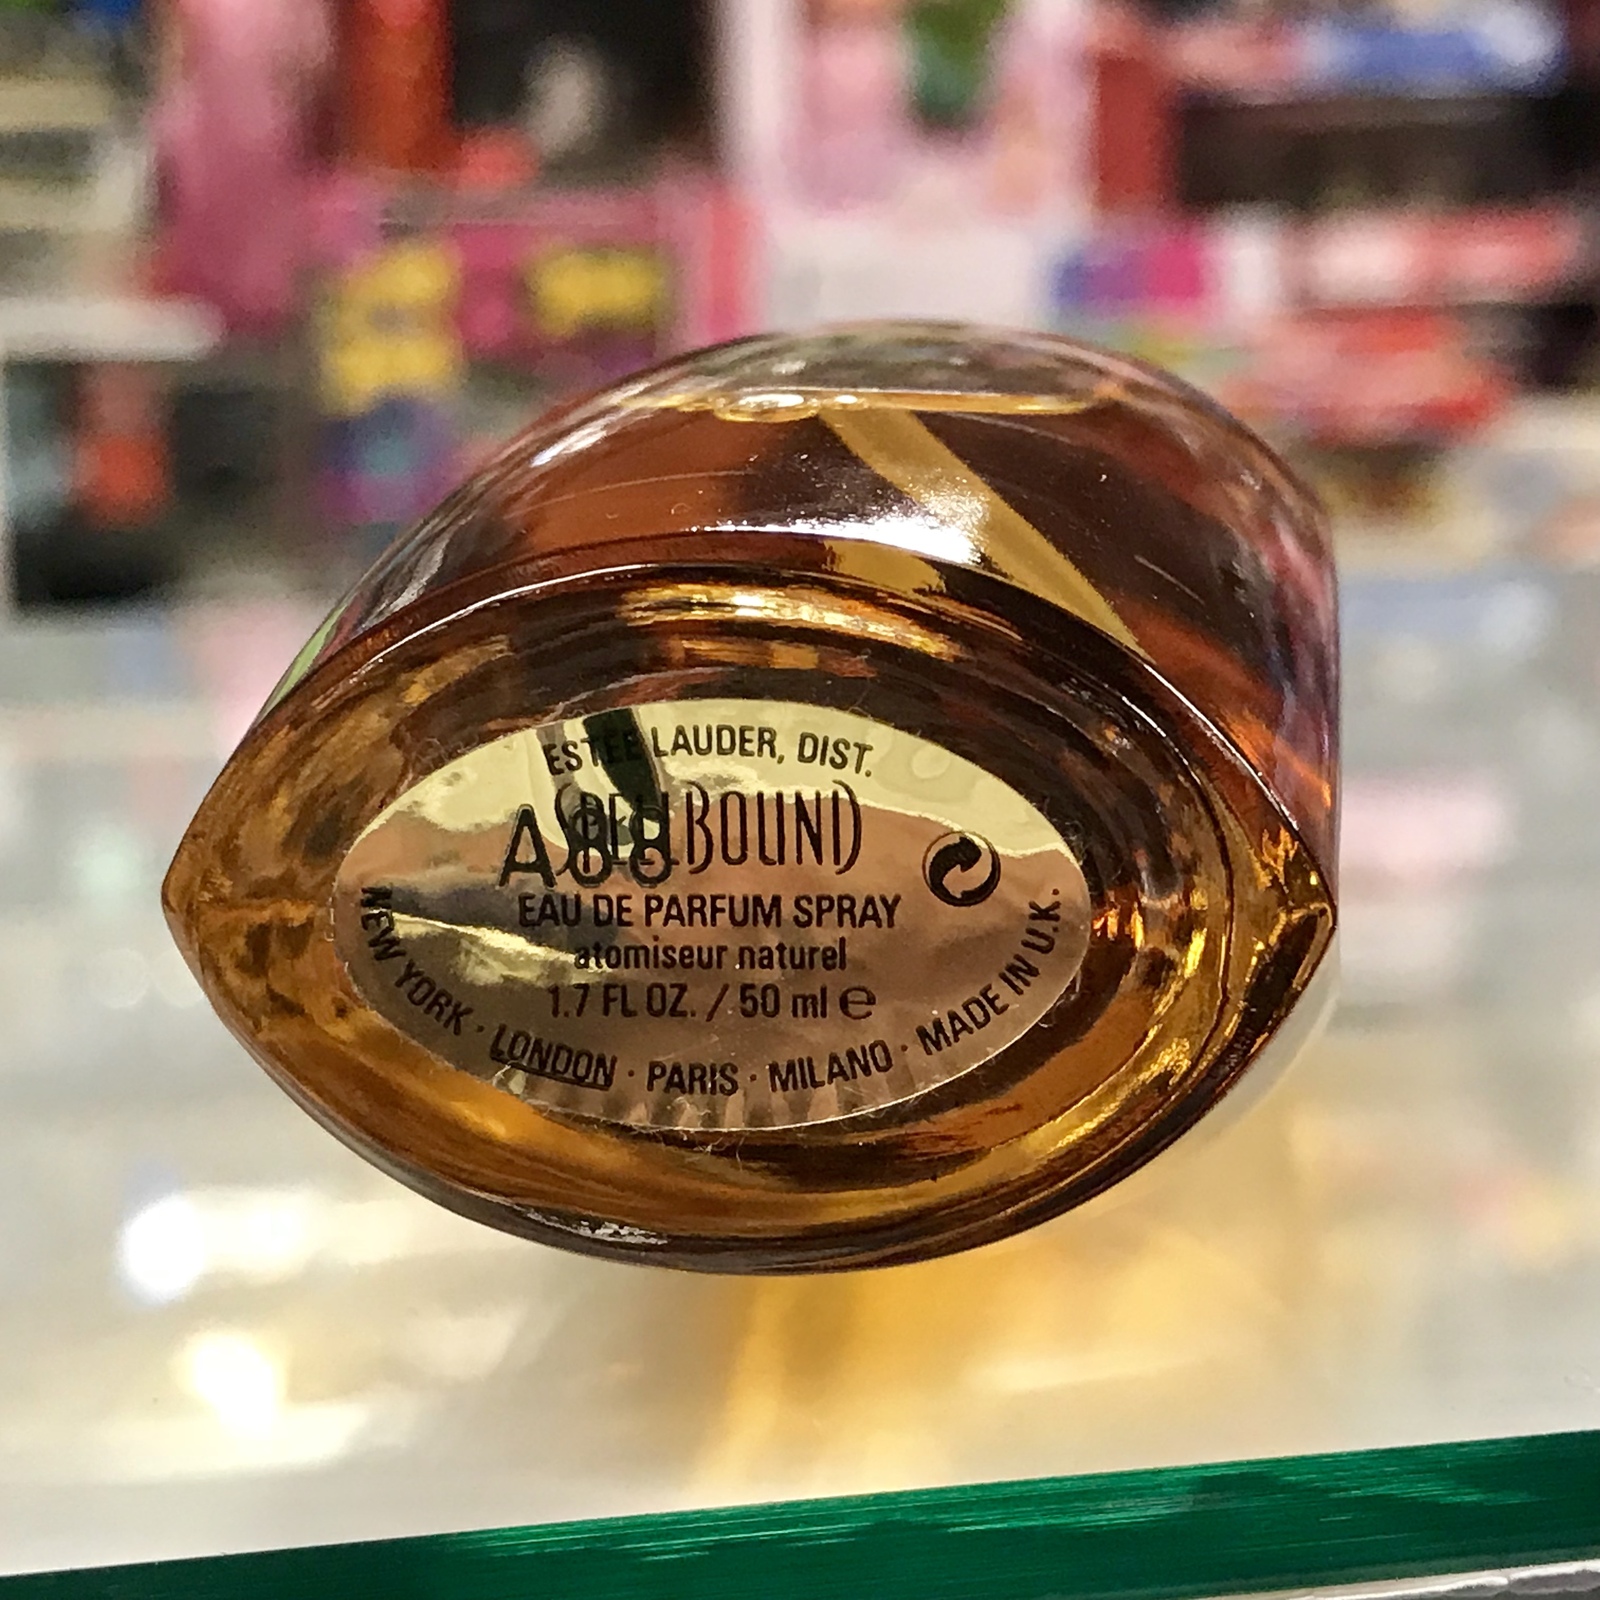 ESTEE LAUDER, DIST.
SPELLBOUND
A88
EAU DE PARFUM SPRAY
atomiseur naturel
1.7 FL OZ. / 50 ml ℮
NEW YORK · LONDON · PARIS · MILANO · MADE IN U.K.